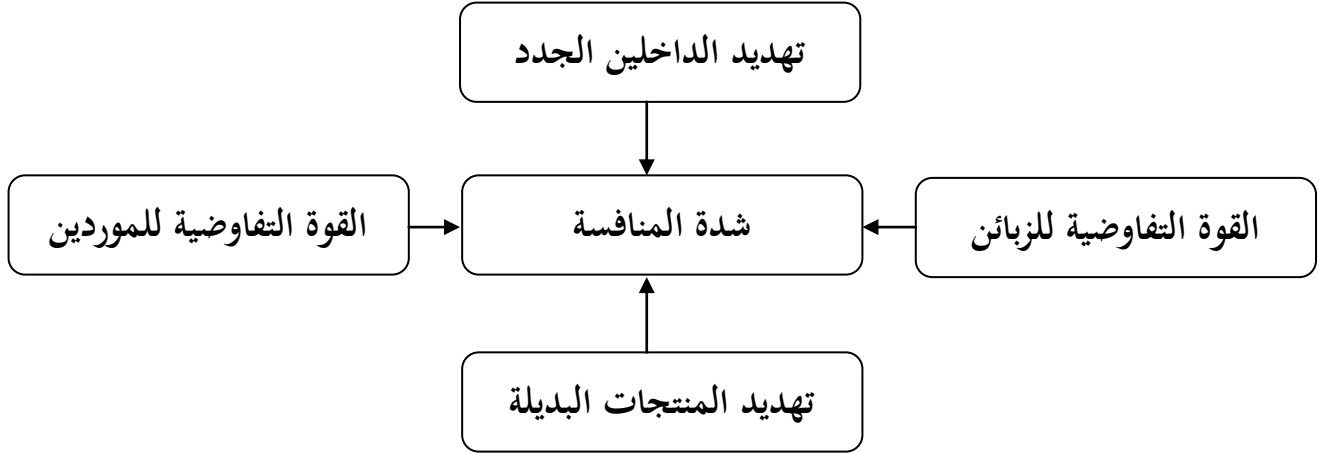 تهديد الداخلين الجدد
القوة التفاوضية للزبائن
شدة المنافسة
القوة التفاوضية للموردين
تهديد المنتجات البديلة